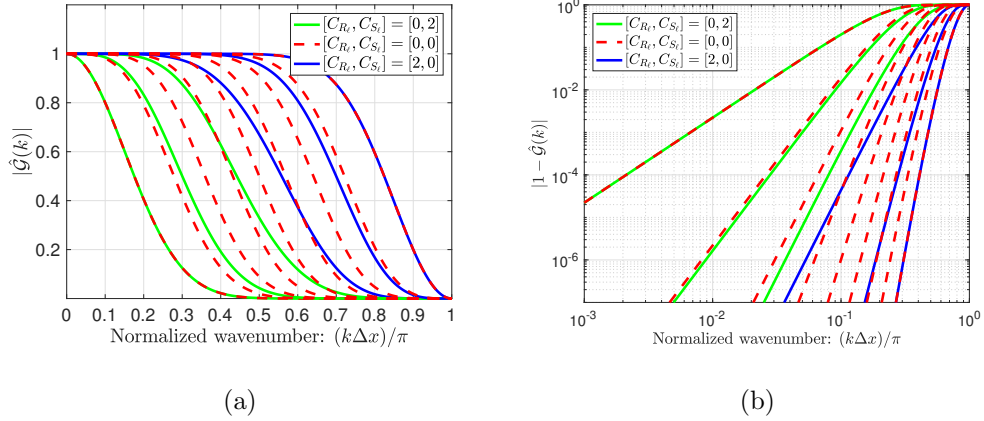 [C_{R_ℓ}, C_{S_ℓ}] = [0, 2]
[C_{R_ℓ}, C_{S_ℓ}] = [0, 0]
[C_{R_ℓ}, C_{S_ℓ}] = [2, 0]
1
0.8
0.6
0.4
0.2
|𝒢̂(k)|
0 0.1 0.2 0.3 0.4 0.5 0.6 0.7 0.8 0.9 1
Normalized wavenumber: (kΔx)/π
(a)
[C_{R_ℓ}, C_{S_ℓ}] = [0, 2]
[C_{R_ℓ}, C_{S_ℓ}] = [0, 0]
[C_{R_ℓ}, C_{S_ℓ}] = [2, 0]
10^0
10^{-2}
10^{-4}
10^{-6}
|1 − 𝒢̂(k)|
10^{-3} 10^{-2} 10^{-1} 10^0
Normalized wavenumber: (kΔx)/π
(b)